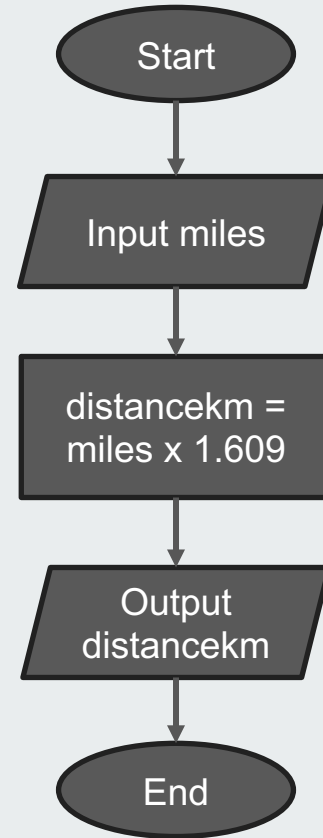 Start
Input miles
distancekm =
miles x 1.609
Output
distancekm
End